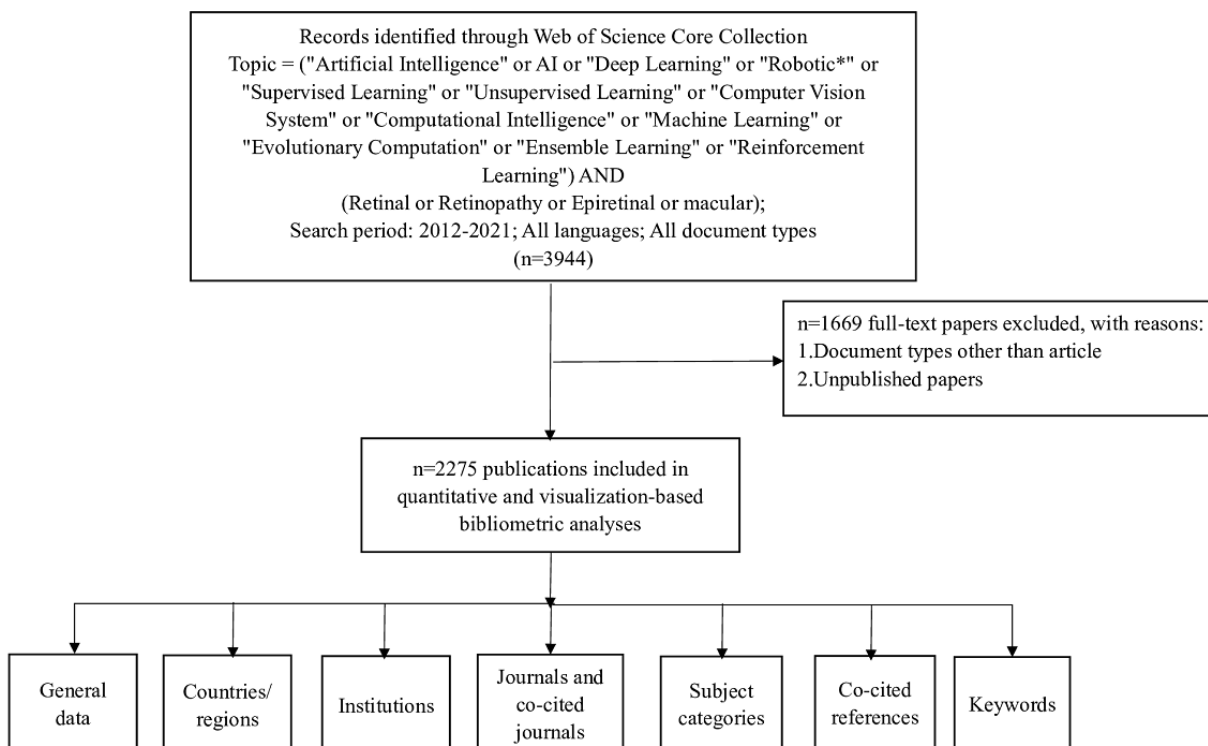 Records identified through Web of Science Core Collection
Topic = ("Artificial Intelligence" or AI or "Deep Learning" or "Robotic*" or
"Supervised Learning" or "Unsupervised Learning" or "Computer Vision
System" or "Computational Intelligence" or "Machine Learning" or
"Evolutionary Computation" or "Ensemble Learning" or "Reinforcement
Learning") AND
(Retinal or Retinopathy or Epiretinal or macular);
Search period: 2012-2021; All languages; All document types
(n=3944)
n=1669 full-text papers excluded, with reasons:
1.Document types other than article
2.Unpublished papers
n=2275 publications included in
quantitative and visualization-based
bibliometric analyses
General
data
Countries/
regions
Institutions
Journals and
co-cited
journals
Subject
categories
Co-cited
references
Keywords